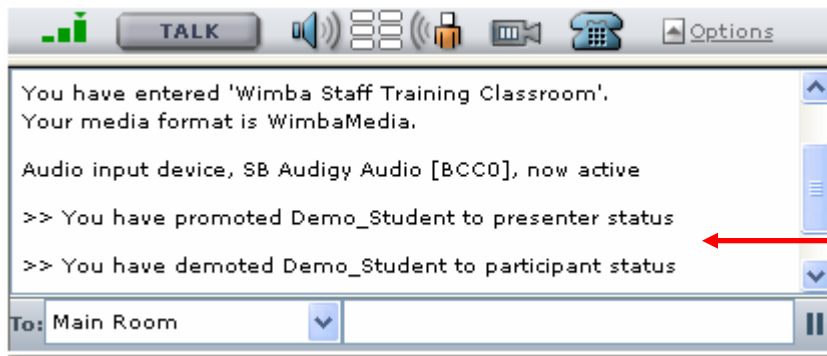 TALK
Options
You have entered 'Wimba Staff Training Classroom'.
Your media format is WimbaMedia.
Audio input device, SB Audigy Audio [BCC0], now active
>> You have promoted Demo_Student to presenter status
>> You have demoted Demo_Student to participant status
To: Main Room